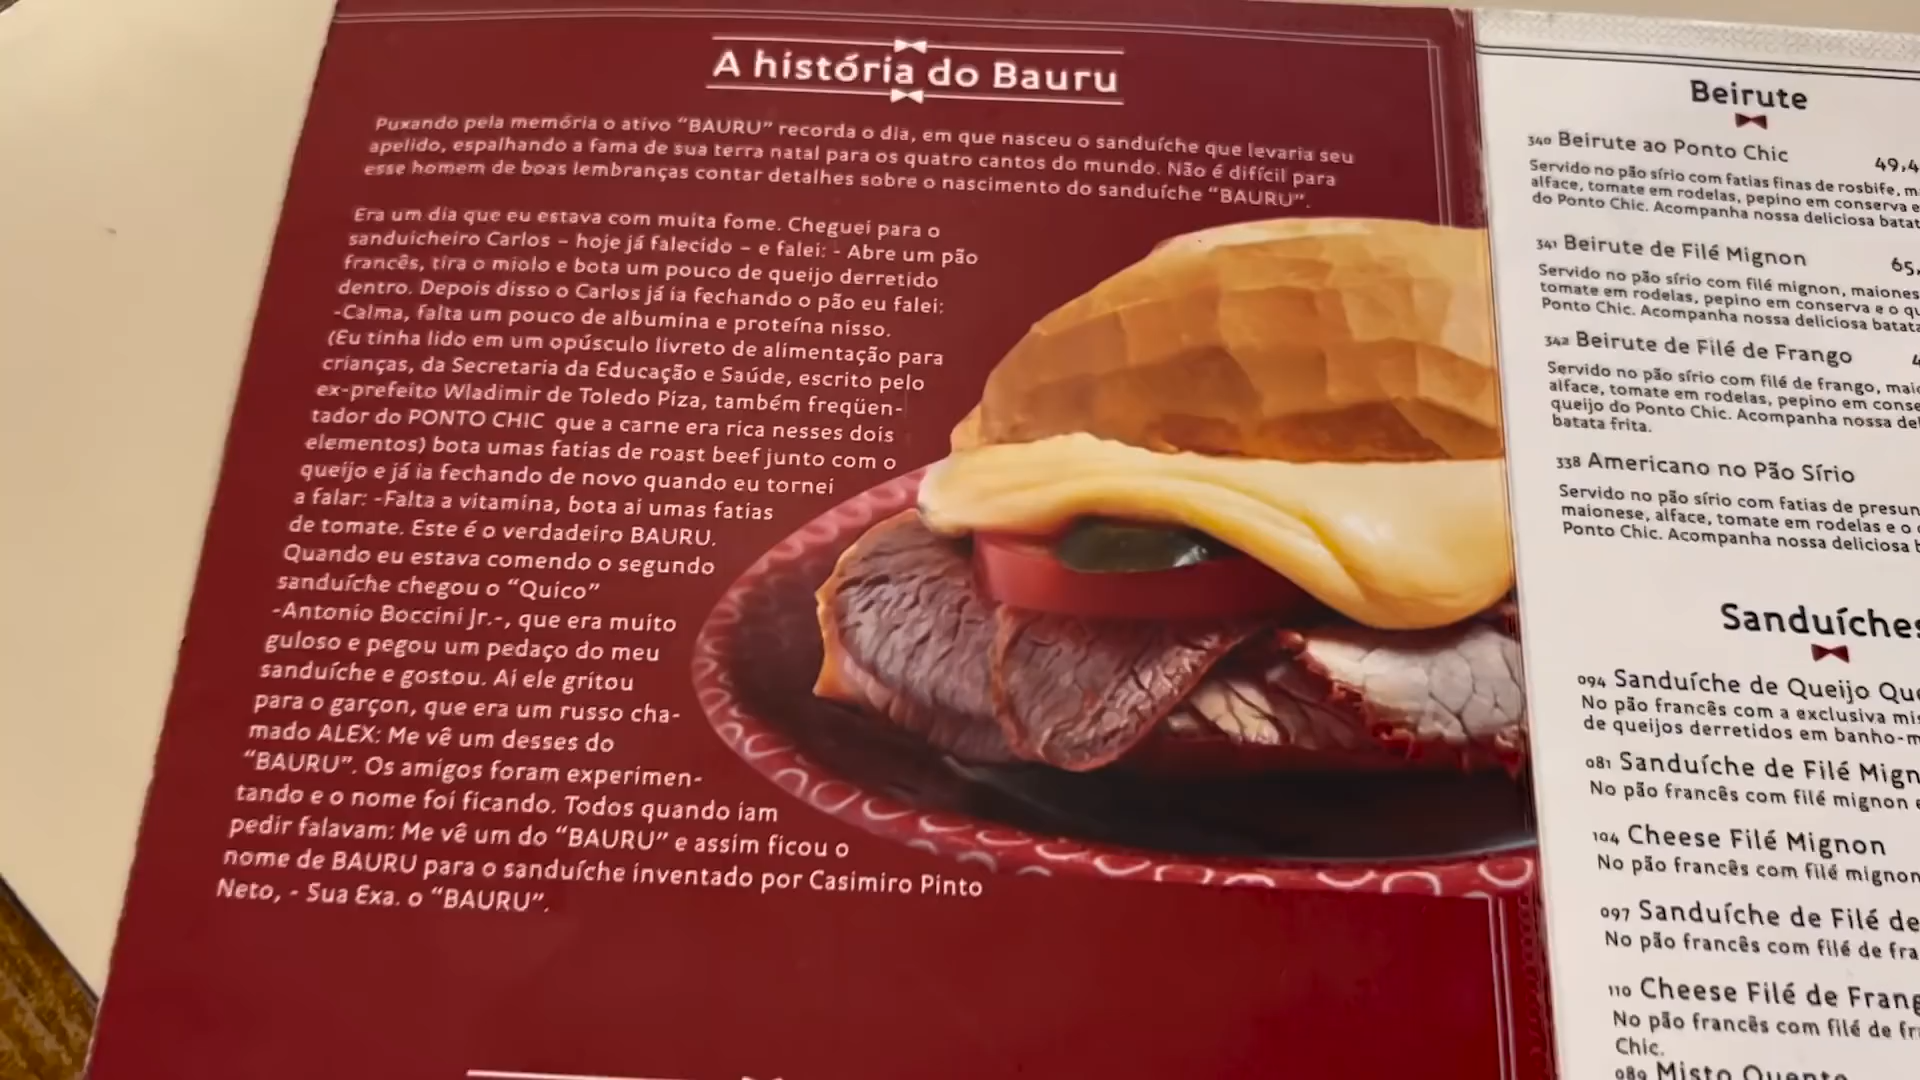 A história do Bauru
Puxando pela memória o ativo “BAURU” recorda o dia, em que nasceu o sanduíche que levaria seu
apelido, espalhando a fama de sua terra natal para os quatro cantos do mundo. Não é difícil para
esse homem de boas lembranças contar detalhes sobre o nascimento do sanduíche “BAURU”.
Era um dia que eu estava com muita fome. Cheguei para o
sanduicheiro Carlos – hoje já falecido – e falei: - Abre um pão
francês, tira o miolo e bota um pouco de queijo derretido
dentro. Depois disso o Carlos já ia fechando o pão eu falei:
-Calma, falta um pouco de albumina e proteína nisso.
(Eu tinha lido em um opúsculo livreto de alimentação para
crianças, da Secretaria da Educação e Saúde, escrito pelo
ex-prefeito Wladimir de Toledo Piza, também freqüen-
tador do PONTO CHIC que a carne era rica nesses dois
elementos) bota umas fatias de roast beef junto com o
queijo e já ia fechando de novo quando eu tornei
a falar: -Falta a vitamina, bota ai umas fatias
de tomate. Este é o verdadeiro BAURU.
Quando eu estava comendo o segundo
sanduíche chegou o “Quico”
-Antonio Boccini Jr.-, que era muito
guloso e pegou um pedaço do meu
sanduíche e gostou. Aí ele gritou
para o garçon, que era um russo cha-
mado ALEX: Me vê um desses do
“BAURU”. Os amigos foram experimen-
tando e o nome foi ficando. Todos quando iam
pedir falavam: Me vê um do “BAURU” e assim ficou o
nome de BAURU para o sanduíche inventado por Casimiro Pinto
Neto, - Sua Exa. o “BAURU”.
Beirute
340 Beirute ao Ponto Chic 49,4
Servido no pão sírio com fatias finas de rosbife,
alface, tomate em rodelas, pepino em conserva e
do Ponto Chic. Acompanha nossa deliciosa
341 Beirute de Filé Mignon 65,
Servido no pão sírio com filé mignon,
tomate em rodelas, pepino em conserva e o
Ponto Chic. Acompanha nossa deliciosa
342 Beirute de Filé de Frango 4
Servido no pão sírio com filé de frango,
alface, tomate em rodelas, pepino em
queijo do Ponto Chic. Acompanha nossa
batata frita.
338 Americano no Pão Sírio
Servido no pão sírio com fatias de
maionese, alface, tomate em rodelas e o
Ponto Chic. Acompanha nossa deliciosa
Sanduíches
094 Sanduíche de Queijo
No pão francês com a exclusiva
de queijos derretidos em
081 Sanduíche de Filé
No pão francês com filé mignon
104 Cheese Filé Mignon
No pão francês com filé mignon
097 Sanduíche de Filé de
No pão francês com filé de
110 Cheese Filé de
No pão francês com filé de
Chic.
089 Misto Quente